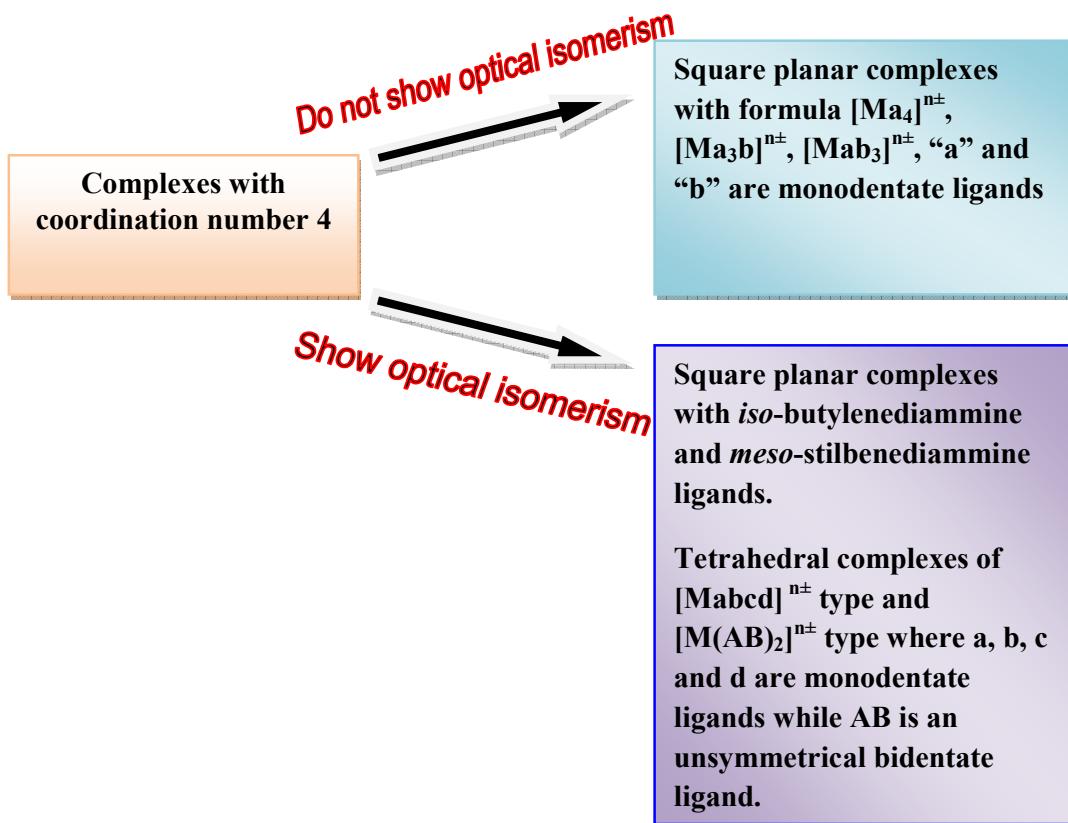 Do not show optical isomerism
Square planar complexes
with formula [Ma₄]ⁿ±,
[Ma₃b]ⁿ±, [Mab₃]ⁿ±, “a” and
“b” are monodentate ligands
Complexes with
coordination number 4
Show optical isomerism
Square planar complexes
with iso-butylenediammine
and meso-stilbenediammine
ligands.
Tetrahedral complexes of
[Mabcd] ⁿ± type and
[M(AB)₂]ⁿ± type where a, b, c
and d are monodentate
ligands while AB is an
unsymmetrical bidentate
ligand.